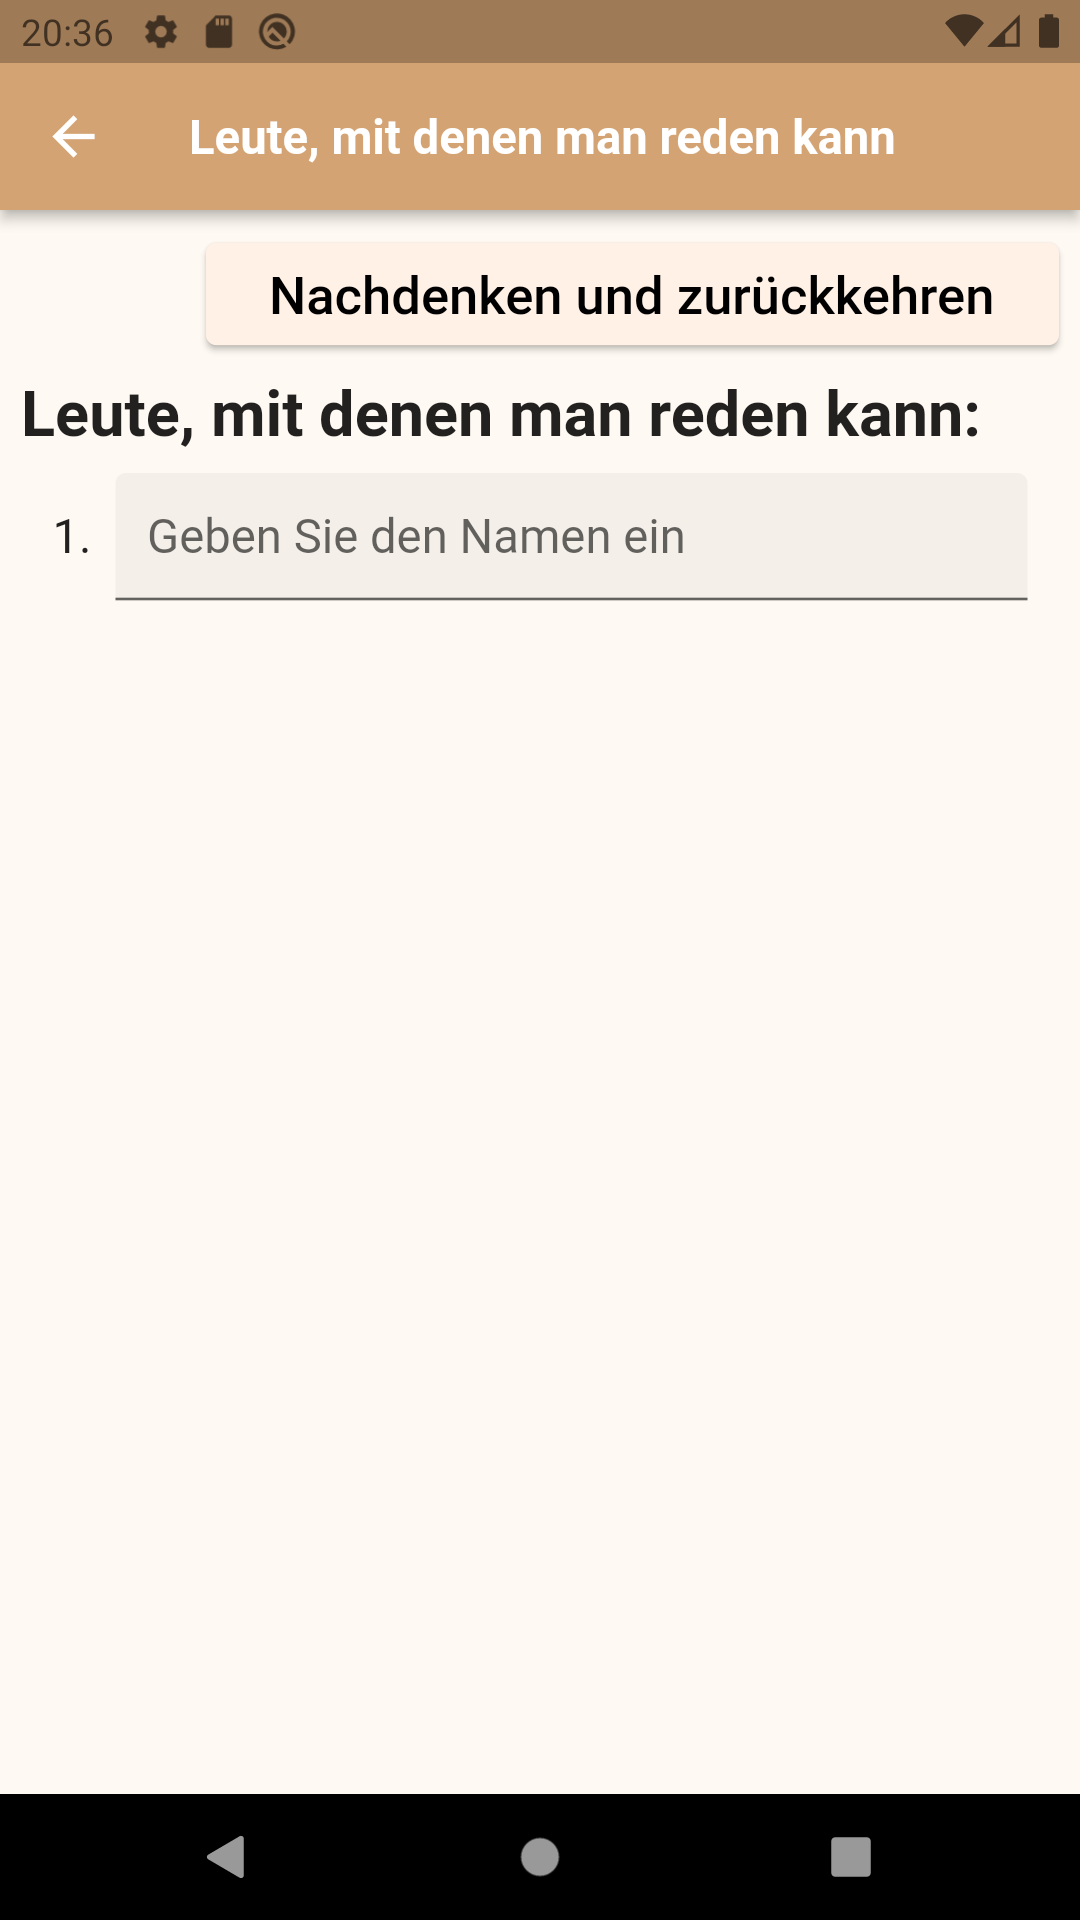 20:36
Leute, mit denen man reden kann
Nachdenken und zurückkehren
Leute, mit denen man reden kann:
1. Geben Sie den Namen ein